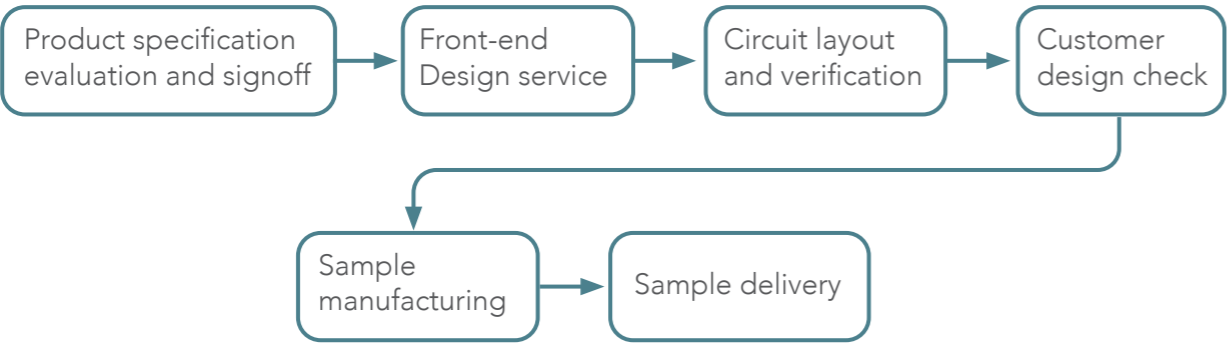 Product specification
evaluation and signoff
Front-end
Design service
Circuit layout
and verification
Customer
design check
Sample
manufacturing
Sample delivery